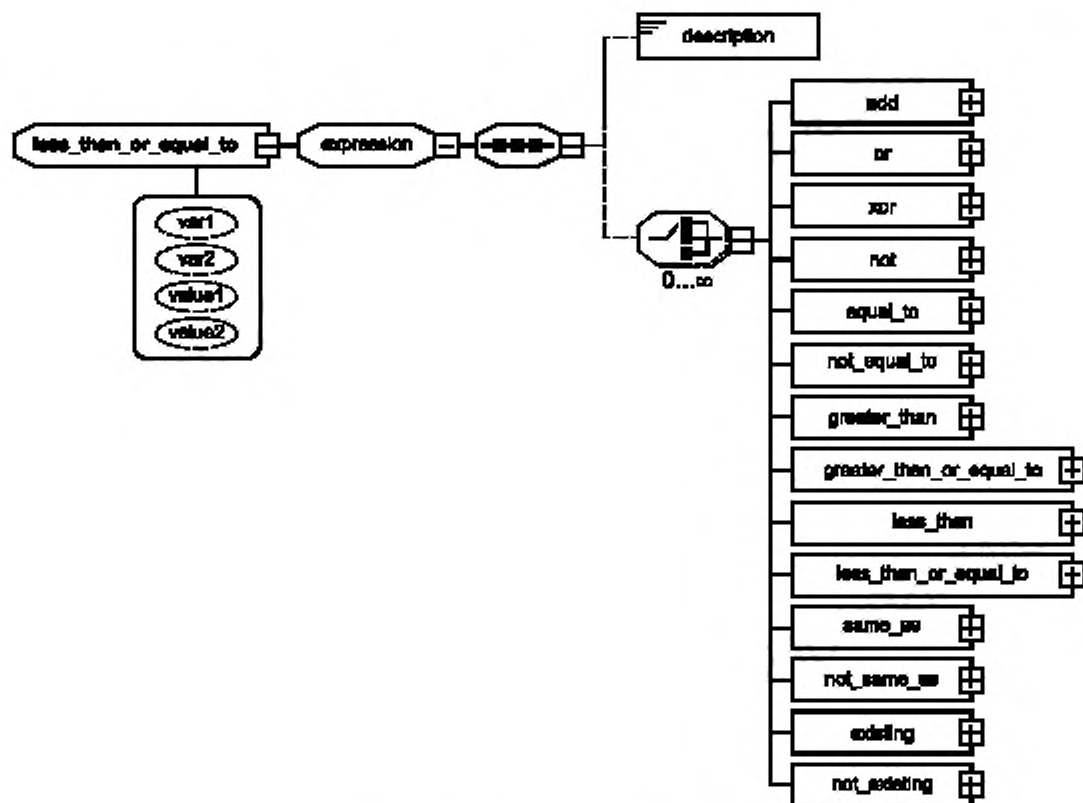 description
add
less_than_or_equal_to
expression
or
xor
var1
var2
not
0...∞
value1
value2
equal_to
not_equal_to
greater_than
greater_than_or_equal_to
less_than
less_than_or_equal_to
same_as
not_same_as
existing
not_existing